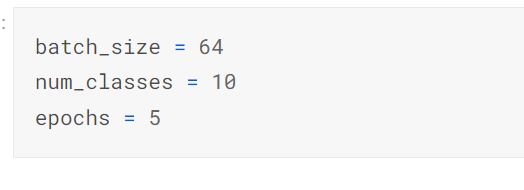 :
batch_size = 64
num_classes = 10
epochs = 5